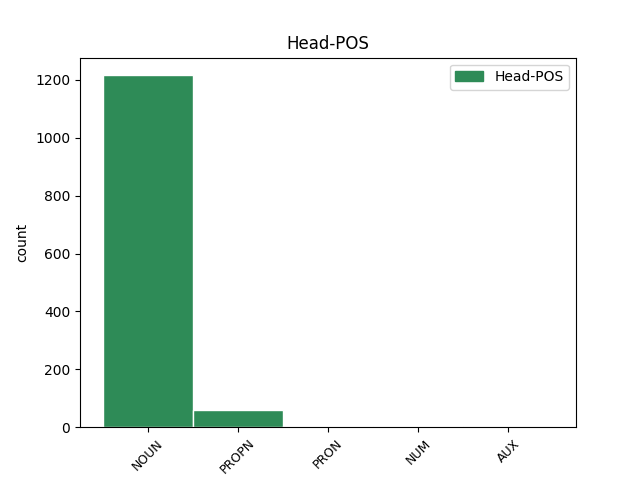 Head-POS
Head-POS
1200
1000
800
600
400
200
0
count
NOUN
PROPN
PRON
NUM
AUX